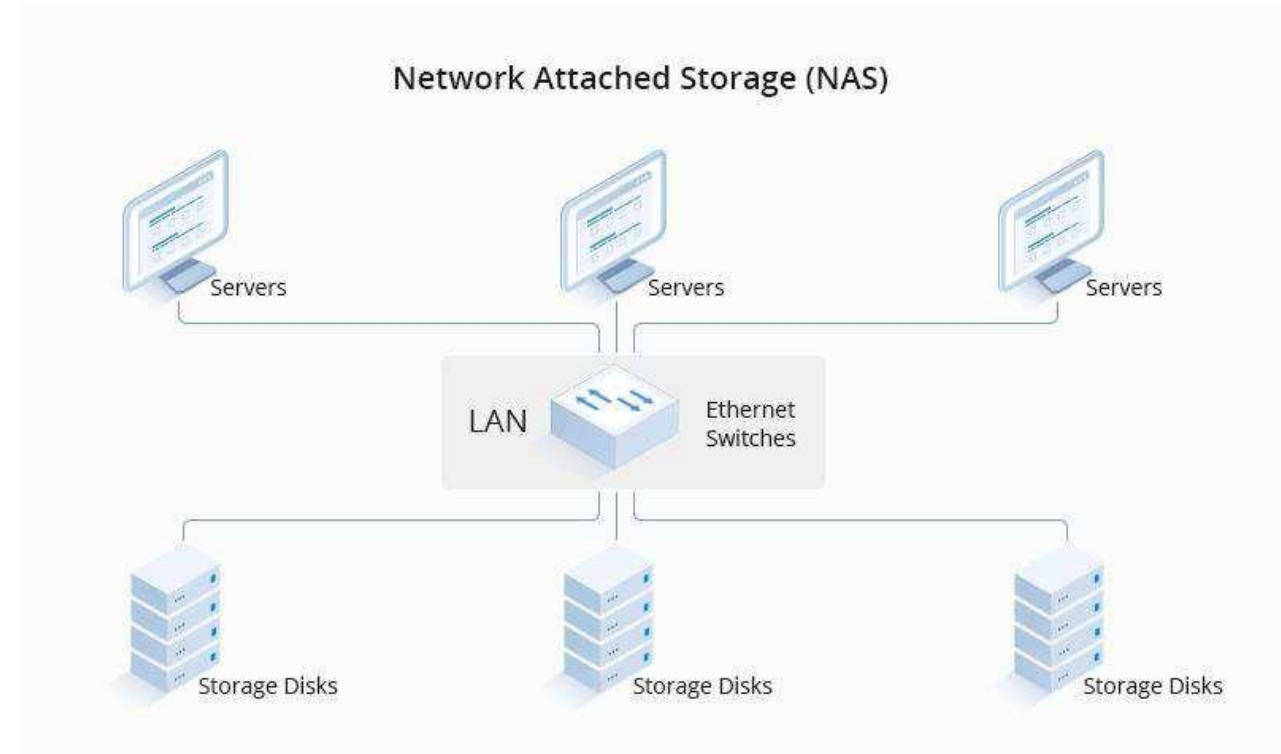 Network Attached Storage (NAS)
Servers
Servers
Servers
LAN
Ethernet
Switches
Storage Disks
Storage Disks
Storage Disks